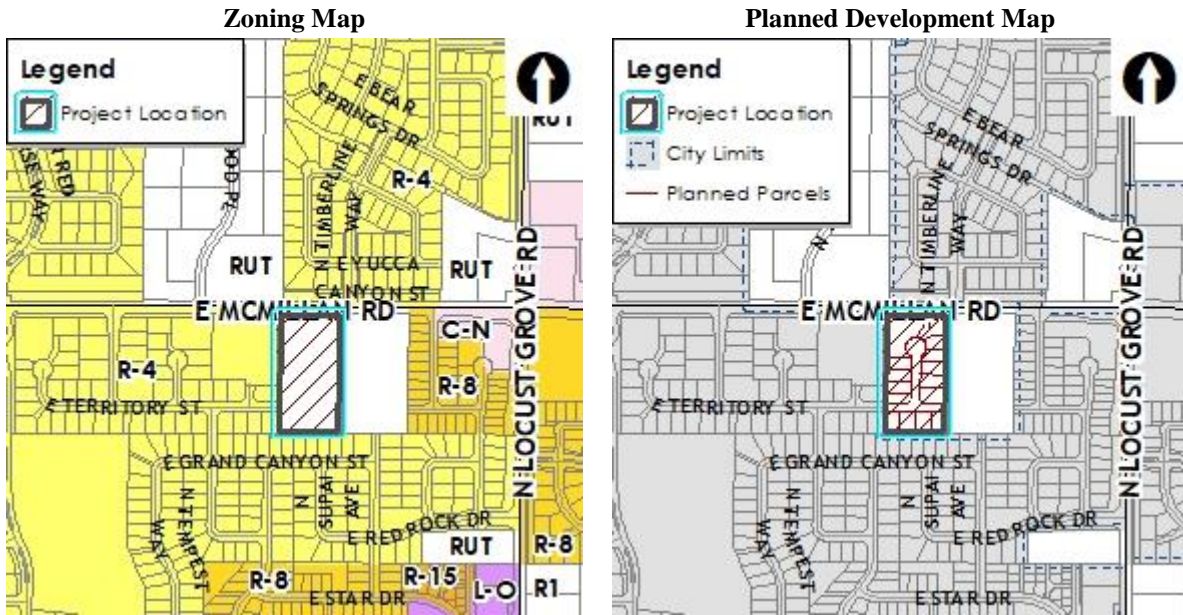 Zoning Map
Legend
Project Location
E BEAR
SPRINGS DR
RUT
R-4
N TIMBERLINE
WAY
RUT
RUT
E YUCCA
CANYON ST
N LOCUST GROVE RD
E MCMILLAN RD
C-N
R-4
R-8
E TERRITORY ST
E GRAND CANYON ST
N
SUPAI
AVE
N TEMPEST
WAY
E RED ROCK DR
RUT
R-8
R-8
R-15
L-O
R1
E STAR DR
Planned Development Map
Legend
Project Location
City Limits
Planned Parcels
E BEAR
SPRINGS DR
N TIMBERLINE
WAY
N LOCUST GROVE RD
E MCMILLAN RD
E TERRITORY ST
E GRAND CANYON ST
N
SUPAI
AVE
N TEMPEST
WAY
E RED ROCK DR
E STAR DR